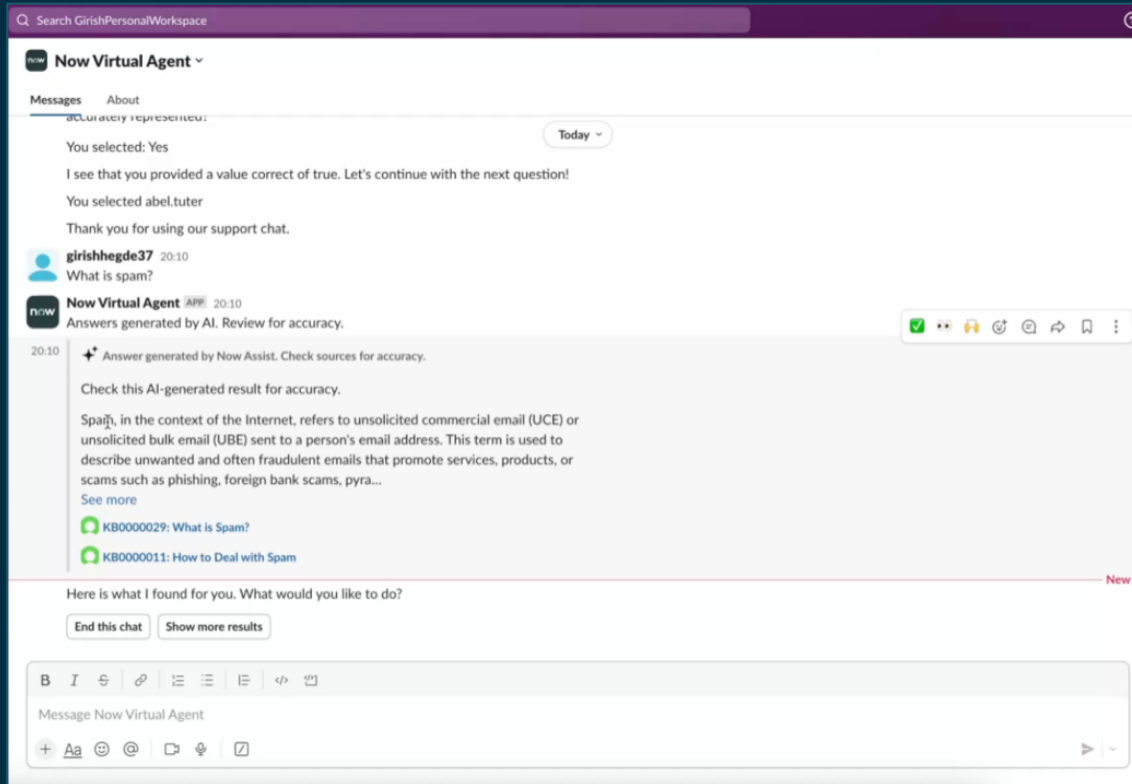 Search GirishPersonalWorkspace
now Now Virtual Agent
Messages About
accurately represented?
Today
You selected: Yes
I see that you provided a value correct of true. Let's continue with the next question!
You selected abel.tuter
Thank you for using our support chat.
girishhegde37 20:10
What is spam?
now
Now Virtual Agent APP 20:10
Answers generated by AI. Review for accuracy.
20:10
Answer generated by Now Assist. Check sources for accuracy.
Check this AI-generated result for accuracy.
Spam, in the context of the Internet, refers to unsolicited commercial email (UCE) or
unsolicited bulk email (UBE) sent to a person's email address. This term is used to
describe unwanted and often fraudulent emails that promote services, products, or
scams such as phishing, foreign bank scams, pyra...
See more
KB0000029: What is Spam?
KB0000011: How to Deal with Spam
New
Here is what I found for you. What would you like to do?
End this chat Show more results
B I S
Message Now Virtual Agent
+ Aa @